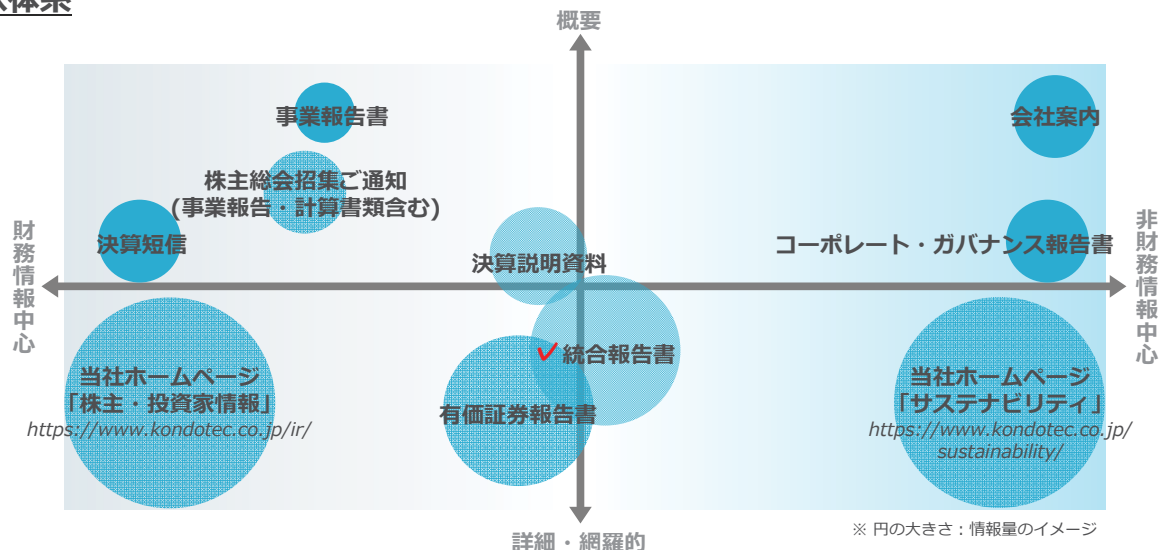 体系
概要
事業報告書
会社案内
株主総会招集ご通知
(事業報告・計算書類含む)
財務情報中心
決算短信
決算説明資料
コーポレート・ガバナンス報告書
非財務情報中心
✓統合報告書
当社ホームページ
「株主・投資家情報」
https://www.kondotec.co.jp/ir/
有価証券報告書
当社ホームページ
「サステナビリティ」
https://www.kondotec.co.jp/
sustainability/
※ 円の大きさ：情報量のイメージ
詳細・網羅的